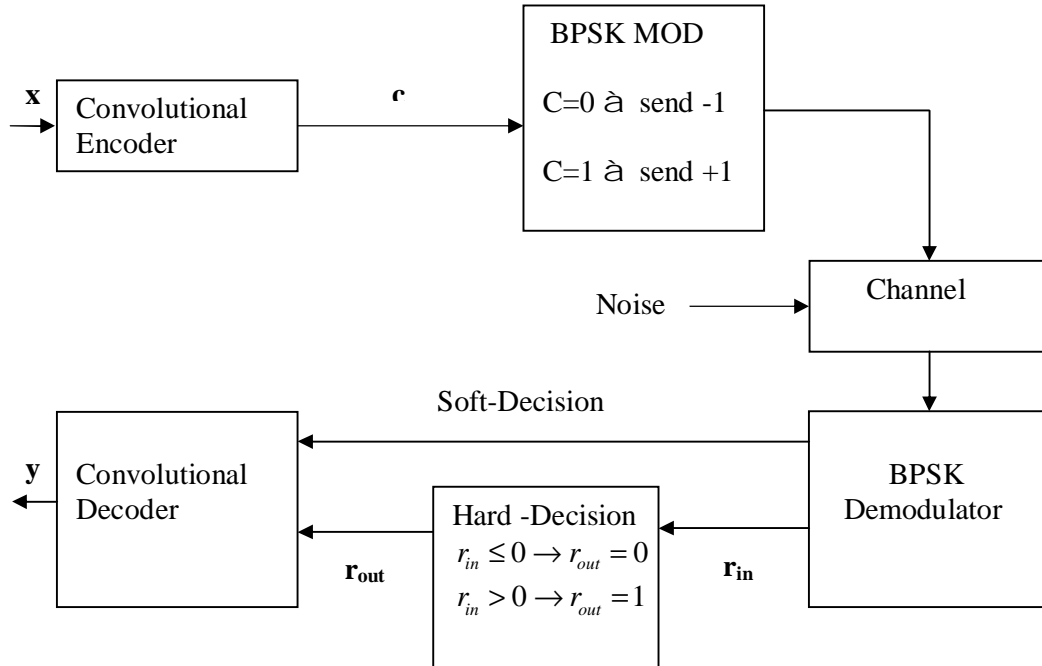 BPSK MOD
x
Convolutional
Encoder
c
C=0 à send -1
C=1 à send +1
Noise
Channel
Soft-Decision
y
Convolutional
Decoder
BPSK
Demodulator
Hard -Decision
r_in ≤ 0 → r_out = 0
r_in > 0 → r_out = 1
r_out
r_in